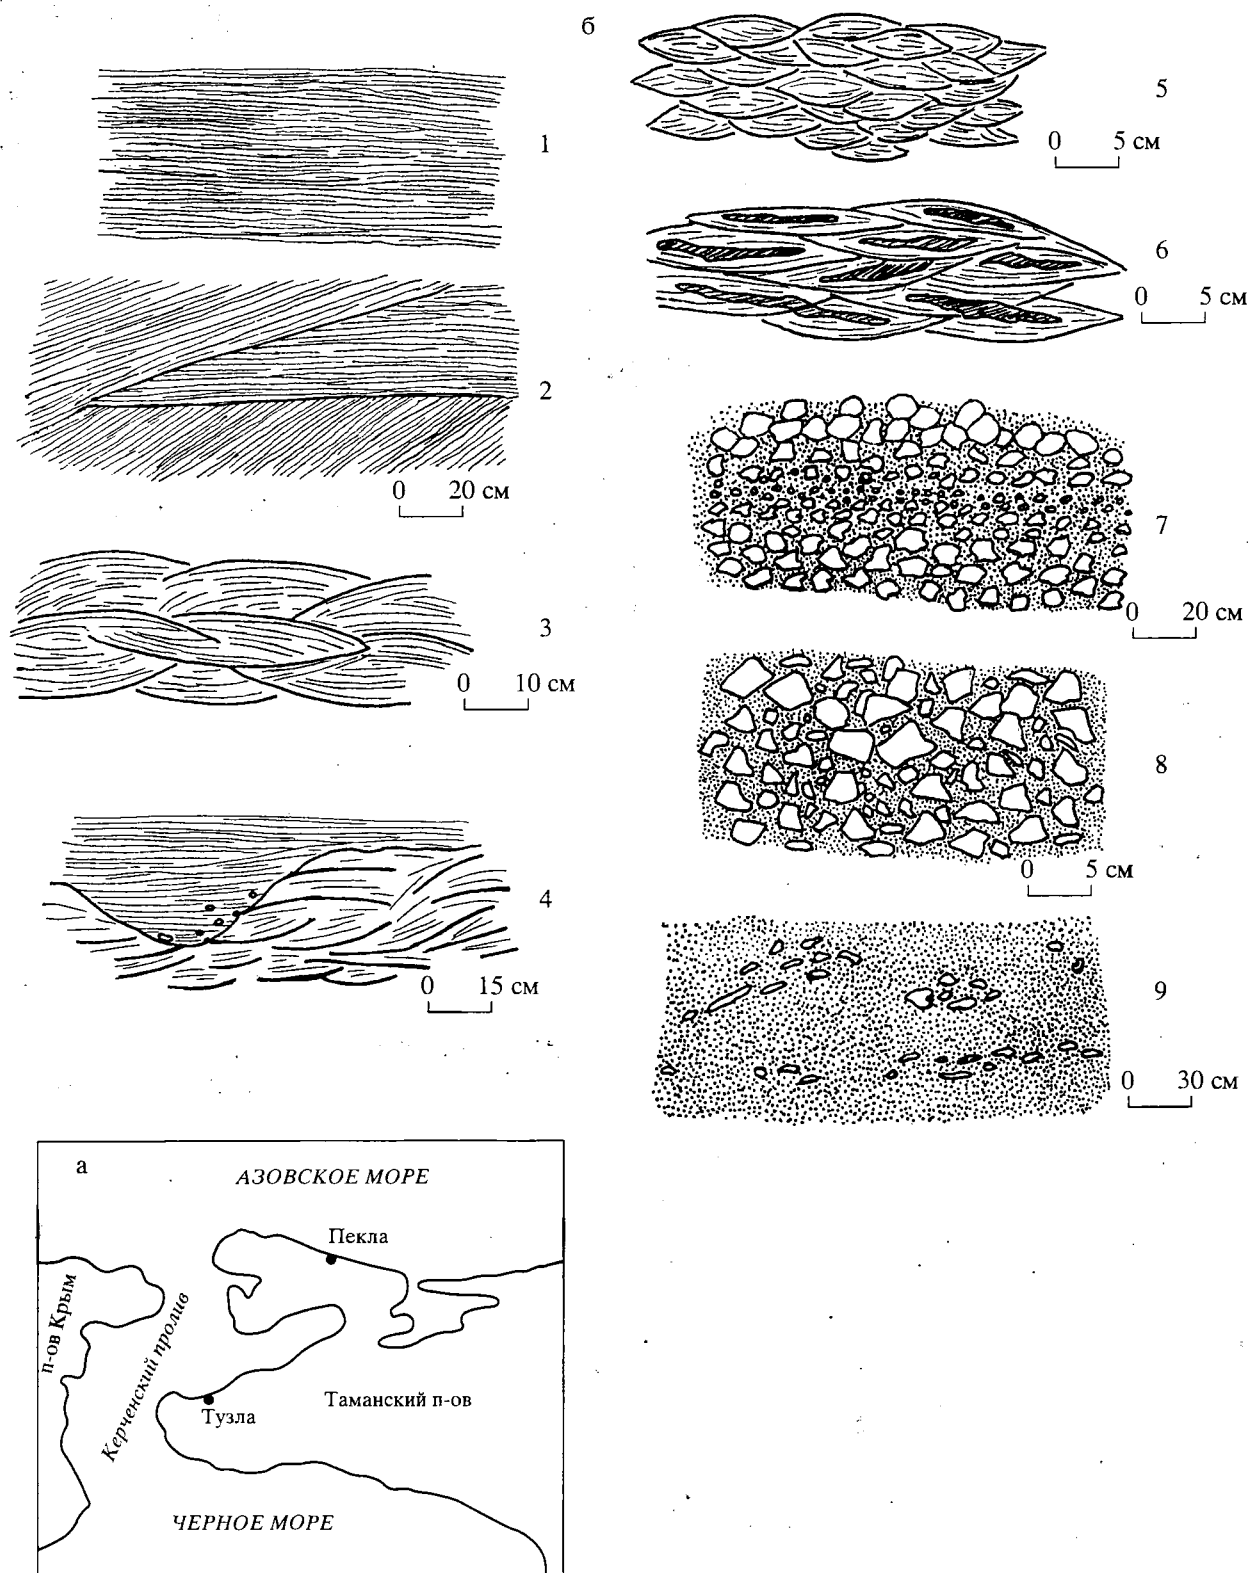 б
1
2
0 20 см
3
0 10 см
4
0 15 см
5
0 5 см
6
0 5 см
7
0 20 см
8
0 5 см
9
0 30 см
а
АЗОВСКОЕ МОРЕ
Пекла
п-ов Крым
Керченский пролив
Тузла
Таманский п-ов
ЧЕРНОЕ МОРЕ